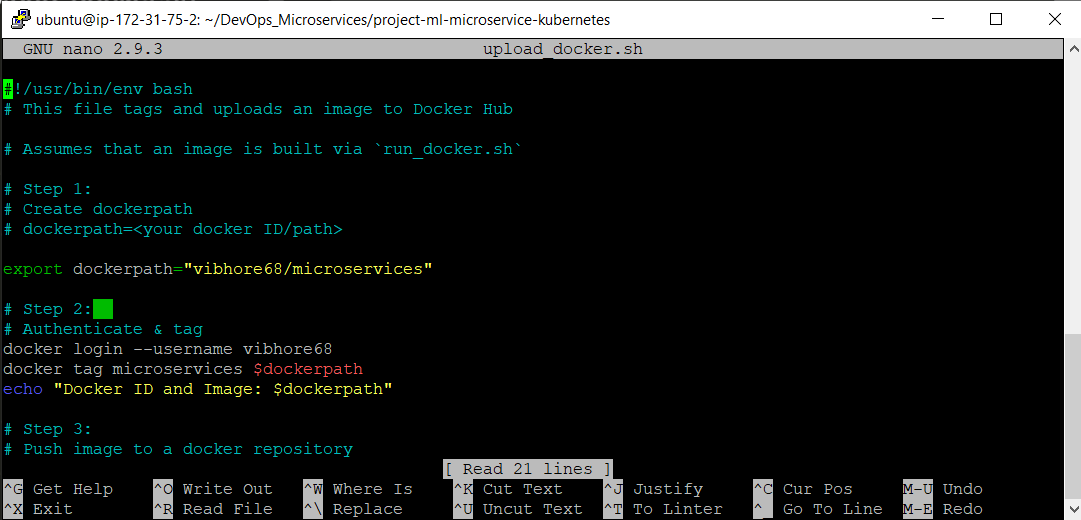 ubuntu@ip-172-31-75-2: ~/DevOps_Microservices/project-ml-microservice-kubernetes
GNU nano 2.9.3 upload_docker.sh
#!/usr/bin/env bash
# This file tags and uploads an image to Docker Hub
# Assumes that an image is built via `run_docker.sh`
# Step 1:
# Create dockerpath
# dockerpath=<your docker ID/path>
export dockerpath="vibhore68/microservices"
# Step 2:
# Authenticate & tag
docker login --username vibhore68
docker tag microservices $dockerpath
echo "Docker ID and Image: $dockerpath"
# Step 3:
# Push image to a docker repository
[ Read 21 lines ]
^G Get Help ^O Write Out ^W Where Is ^K Cut Text ^J Justify ^C Cur Pos M-U Undo
^X Exit ^R Read File ^\ Replace ^U Uncut Text ^T To Linter ^_ Go To Line M-E Redo